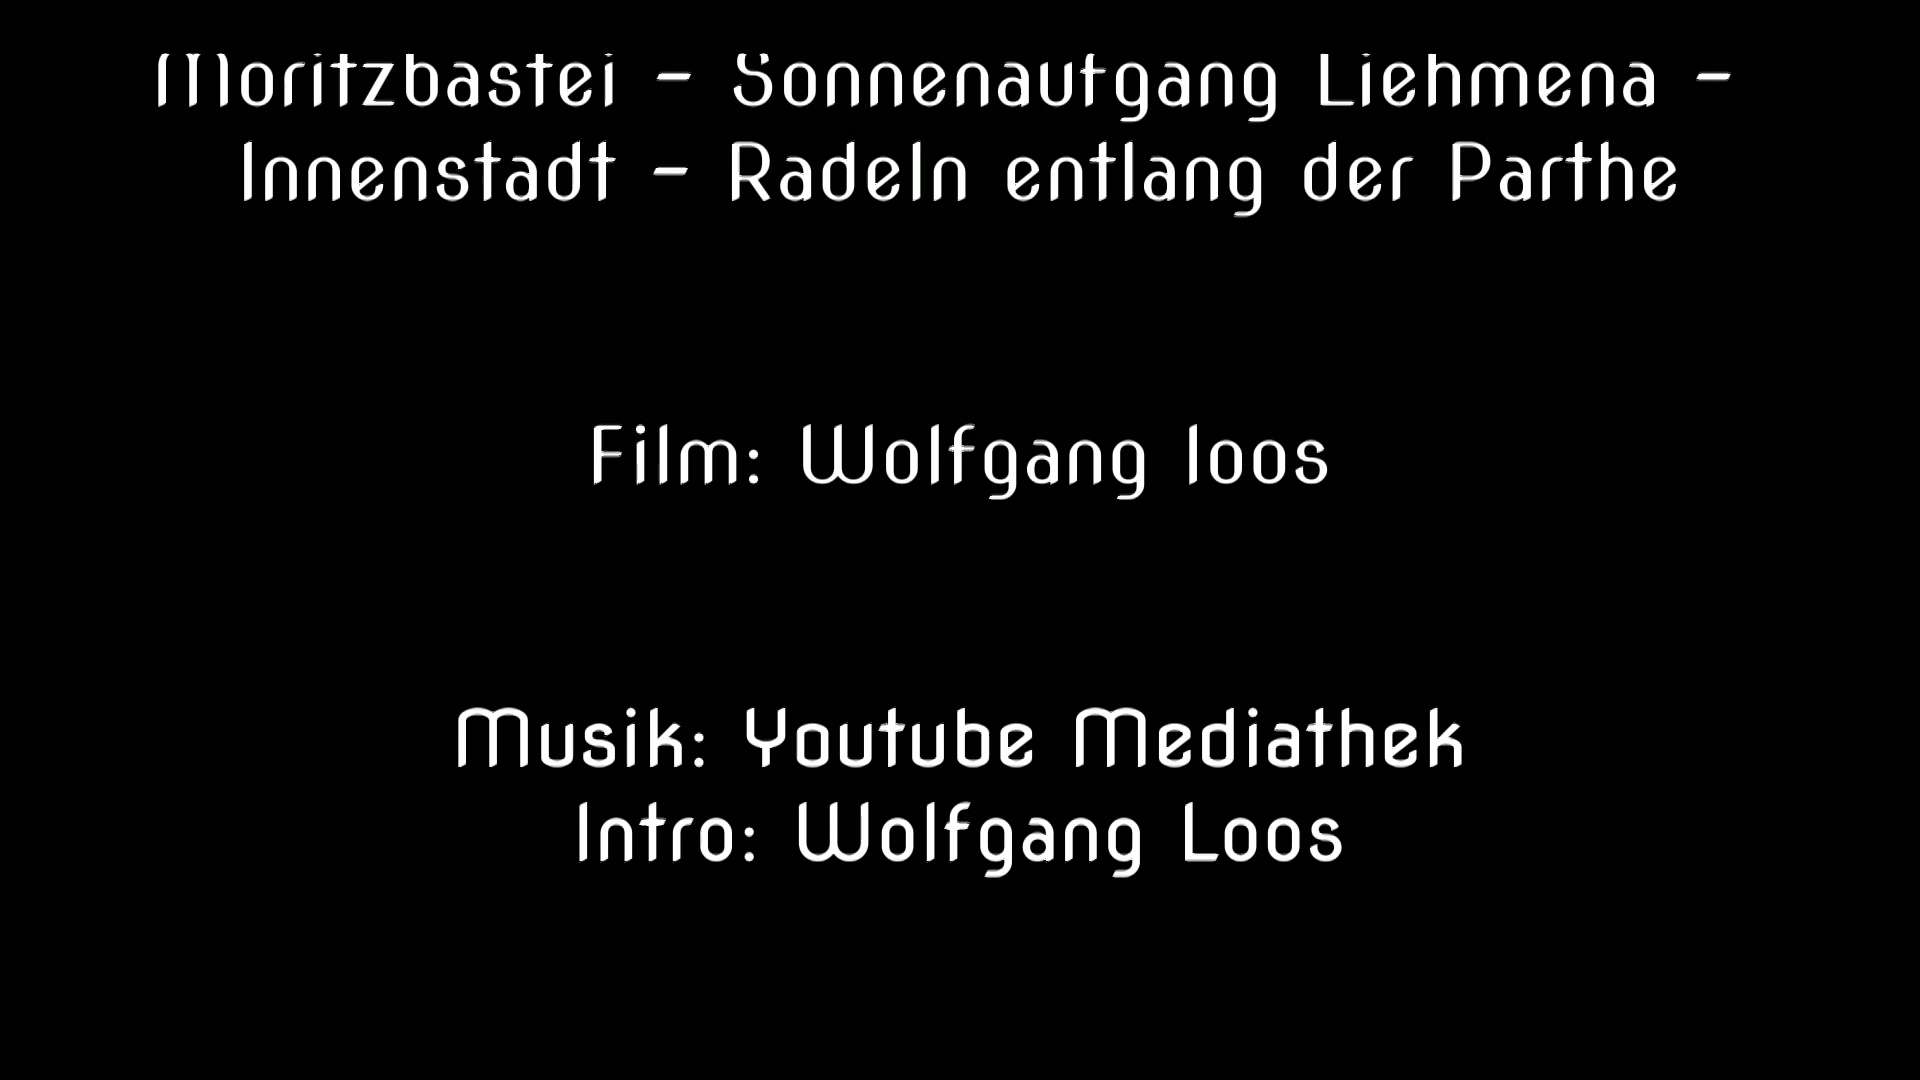 Moritzbastei - Sonnenaufgang Liehmena -
Innenstadt - Radeln entlang der Parthe
Film: Wolfgang loos
Musik: Youtube Mediathek
Intro: Wolfgang Loos